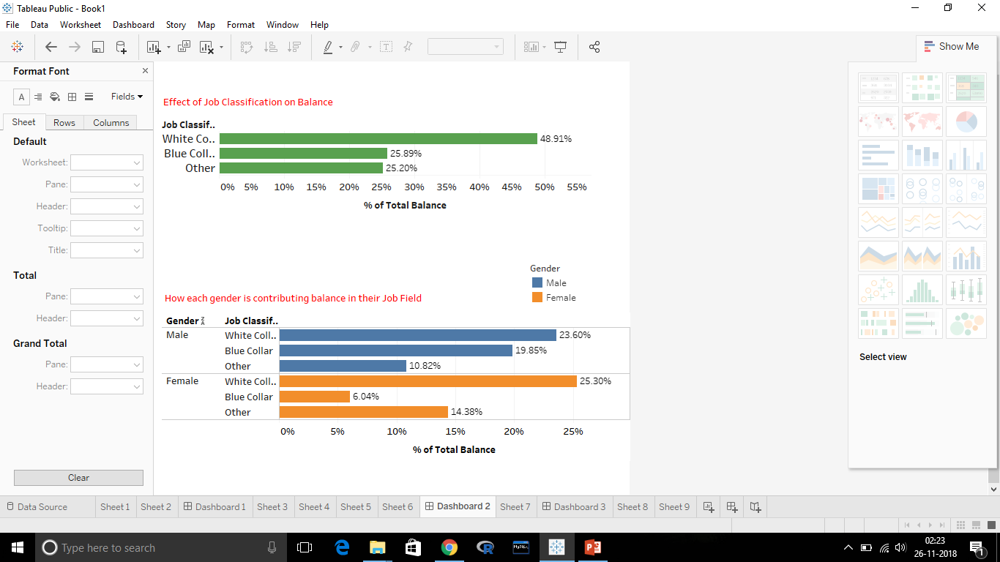 Tableau Public - Book1
File Data Worksheet Dashboard Story Map Format Window Help
Show Me
Format Font
Fields
Sheet Rows Columns
Default
Worksheet:
Pane:
Header:
Tooltip:
Title:
Total
Pane:
Header:
Grand Total
Pane:
Header:
Clear
Effect of Job Classification on Balance
Job Classif..
White Co.. 48.91%
Blue Coll.. 25.89%
Other 25.20%
0% 5% 10% 15% 20% 25% 30% 35% 40% 45% 50% 55%
% of Total Balance
Gender
Male
Female
How each gender is contributing balance in their Job Field
Gender Job Classif..
Male White Coll.. 23.60%
Blue Collar 19.85%
Other 10.82%
Female White Coll.. 25.30%
Blue Collar 6.04%
Other 14.38%
0% 5% 10% 15% 20% 25%
% of Total Balance
Select view
Data Source Sheet 1 Sheet 2 Dashboard 1 Sheet 3 Sheet 4 Sheet 5 Sheet 6 Dashboard 2 Sheet 7 Dashboard 3 Sheet 8 Sheet 9
Type here to search
MySQL
02:23
26-11-2018
1